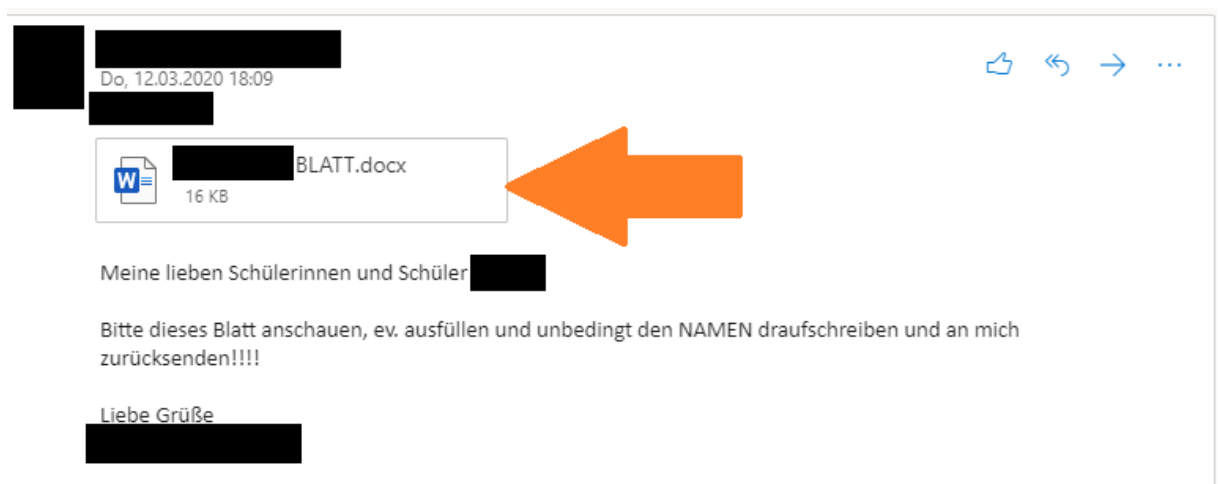 Do, 12.03.2020 18:09
BLATT.docx
16 KB
Meine lieben Schülerinnen und Schüler
Bitte dieses Blatt anschauen, ev. ausfüllen und unbedingt den NAMEN draufschreiben und an mich
zurücksenden!!!!
Liebe Grüße